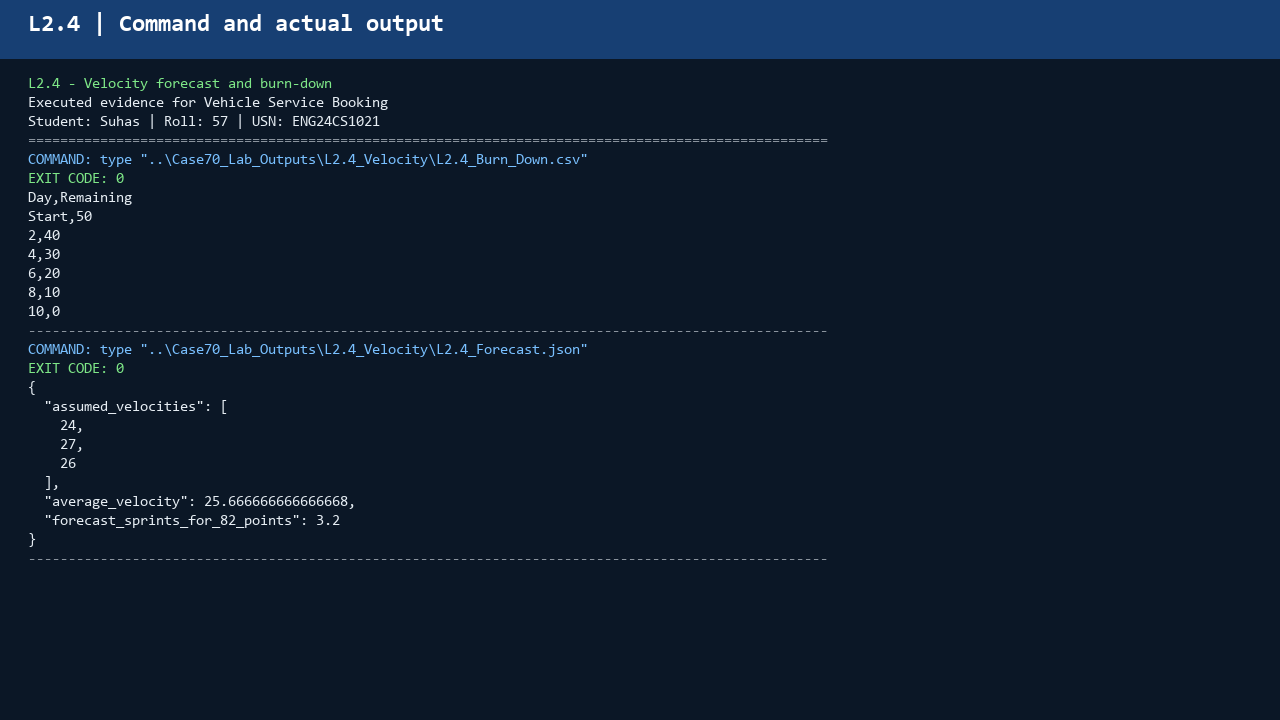 L2.4 | Command and actual output
L2.4 - Velocity forecast and burn-down
Executed evidence for Vehicle Service Booking
Student: Suhas | Roll: 57 | USN: ENG24CS1021
====================================================================================================
COMMAND: type "..\Case70_Lab_Outputs\L2.4_Velocity\L2.4_Burn_Down.csv"
EXIT CODE: 0
Day,Remaining
Start,50
2,40
4,30
6,20
8,10
10,0
----------------------------------------------------------------------------------------------------
COMMAND: type "..\Case70_Lab_Outputs\L2.4_Velocity\L2.4_Forecast.json"
EXIT CODE: 0
{
  "assumed_velocities": [
    24,
    27,
    26
  ],
  "average_velocity": 25.666666666666668,
  "forecast_sprints_for_82_points": 3.2
}
----------------------------------------------------------------------------------------------------